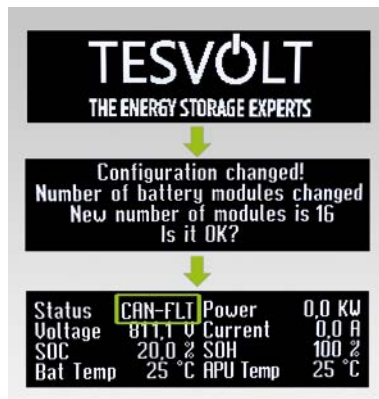 TESVOLT
THE ENERGY STORAGE EXPERTS
Configuration changed!
Number of battery modules changed
New number of modules is 16
Is it OK?
Status CAN-FLT Power 0,0 KW
Voltage 811,1 V Current 0,0 A
SOC 20,0 % SOH 100 %
Bat Temp 25 °C APU Temp 25 °C